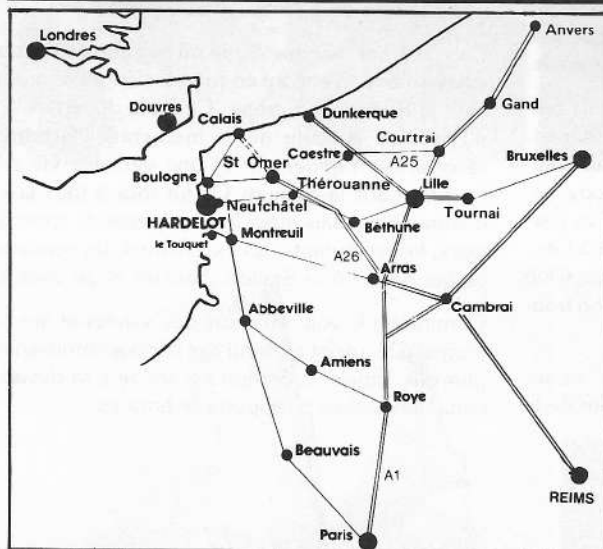 Londres
Anvers
Douvres
Calais
Dunkerque
Gand
Courtrai
Caestre
A25
Bruxelles
St Omer
Boulogne
Thérouanne
Lille
Neufchâtel
HARDELOT
Tournai
Béthune
Montreuil
le Touquet
A26
Arras
Cambrai
Abbeville
Amiens
Roye
Beauvais
A1
REIMS
Paris